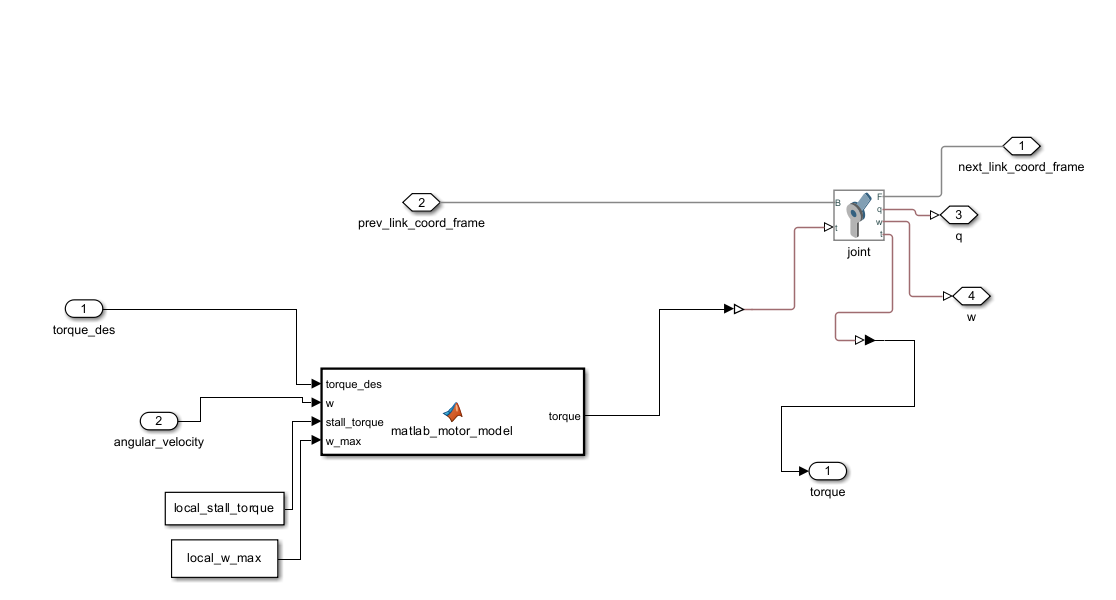 1
next_link_coord_frame
2
prev_link_coord_frame
B
F
q
w
t
t
joint
3
q
4
w
1
torque_des
torque_des
w
stall_torque
w_max
matlab_motor_model
torque
2
angular_velocity
local_stall_torque
local_w_max
1
torque